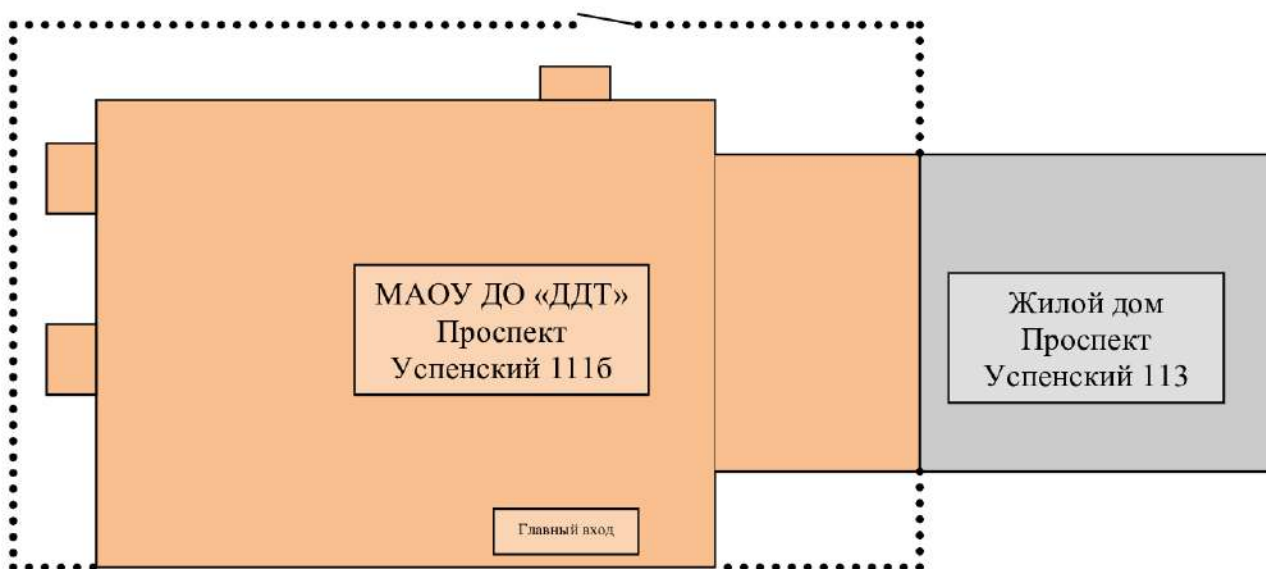 МАОУ ДО «ДДТ»
Проспект
Успенский 111б
Жилой дом
Проспект
Успенский 113
Главный вход